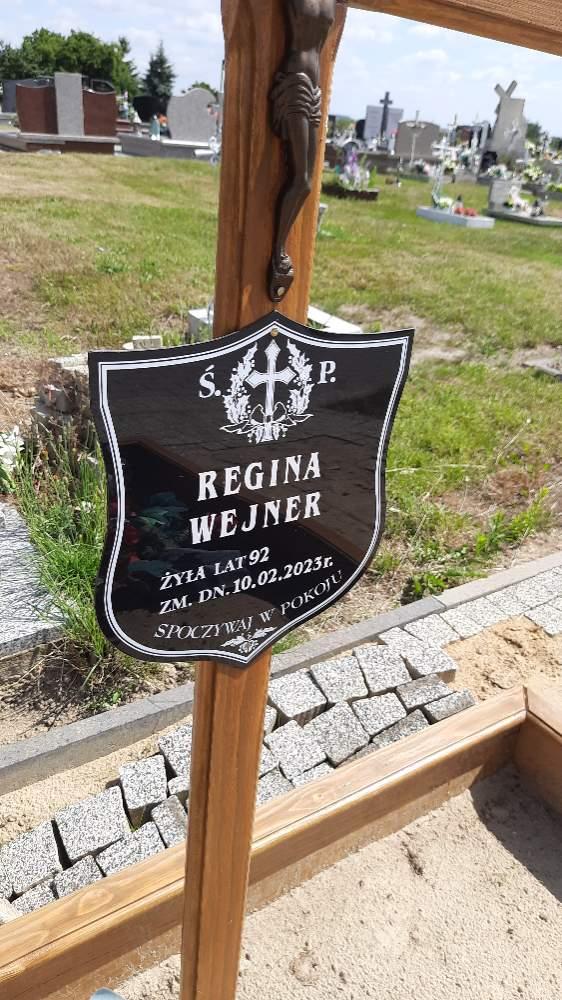 Ś. P.
REGINA
WEJNER
ŻYŁA LAT 92
ZM. DN. 10.02.2023r.
SPOCZYWAJ W POKOJU